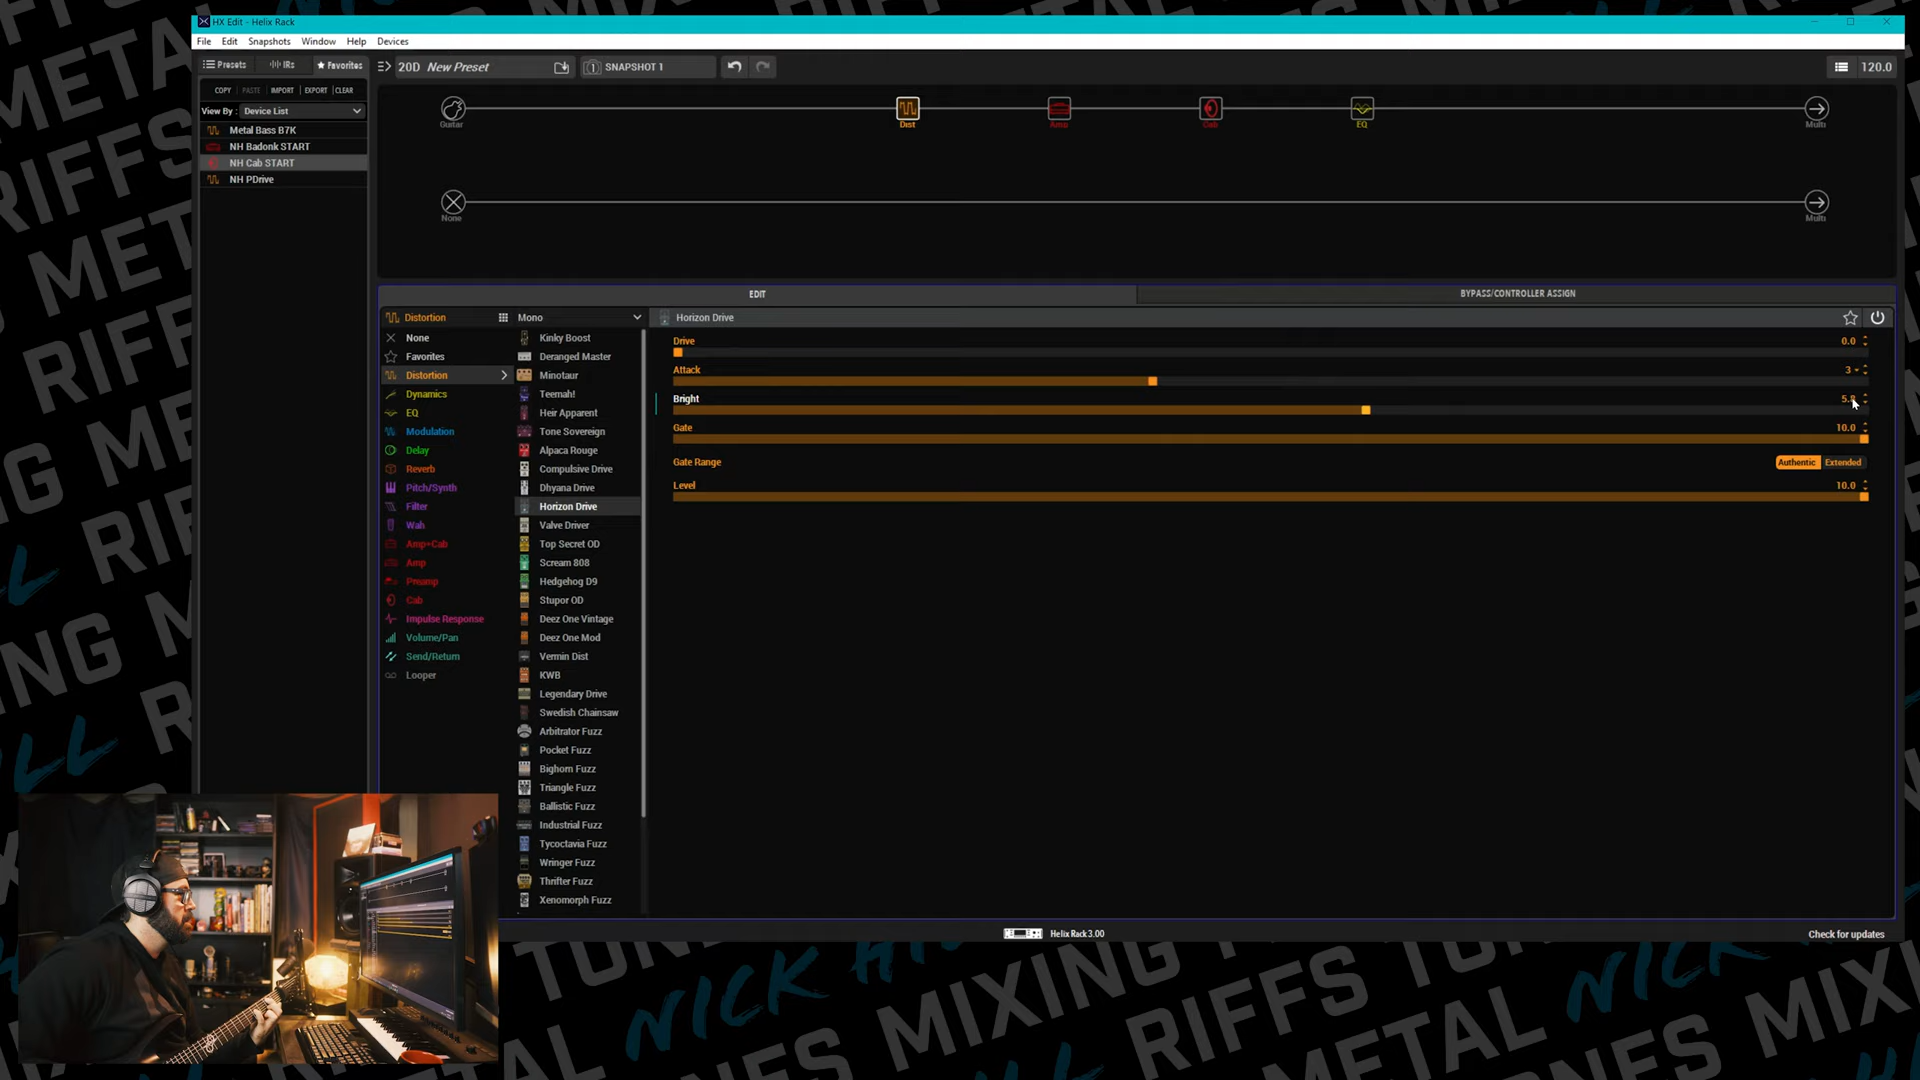 HX Edit - Helix Rack
File Edit Snapshots Window Help Devices
Presets IRs Favorites
20D New Preset
SNAPSHOT 1
120.0
COPY PASTE IMPORT EXPORT CLEAR
View By: Device List
Metal Bass B7K
NH Badonk START
NH Cab START
NH PDrive
Guitar
Dist
Amp
Cab
EQ
Multi
None
Multi
EDIT
BYPASS/CONTROLLER ASSIGN
Distortion
None
Favorites
Distortion
Dynamics
EQ
Modulation
Delay
Reverb
Pitch/Synth
Filter
Wah
Amp+Cab
Amp
Preamp
Cab
Impulse Response
Volume/Pan
Send/Return
Looper
Mono
Kinky Boost
Deranged Master
Minotaur
Teemah!
Heir Apparent
Tone Sovereign
Alpaca Rouge
Compulsive Drive
Dhyana Drive
Horizon Drive
Valve Driver
Top Secret OD
Scream 808
Hedgehog D9
Stupor OD
Deez One Vintage
Deez One Mod
Vermin Dist
KWB
Legendary Drive
Swedish Chainsaw
Arbitrator Fuzz
Pocket Fuzz
Bighorn Fuzz
Triangle Fuzz
Ballistic Fuzz
Industrial Fuzz
Tycoctavia Fuzz
Wringer Fuzz
Thrifter Fuzz
Xenomorph Fuzz
Horizon Drive
Drive 0.0
Attack 3
Bright
Gate 10.0
Gate Range Authentic Extended
Level 10.0
Helix Rack 3.00
Check for updates
METAL
RIFFS
MIXING
NICK
RIFFS
METAL